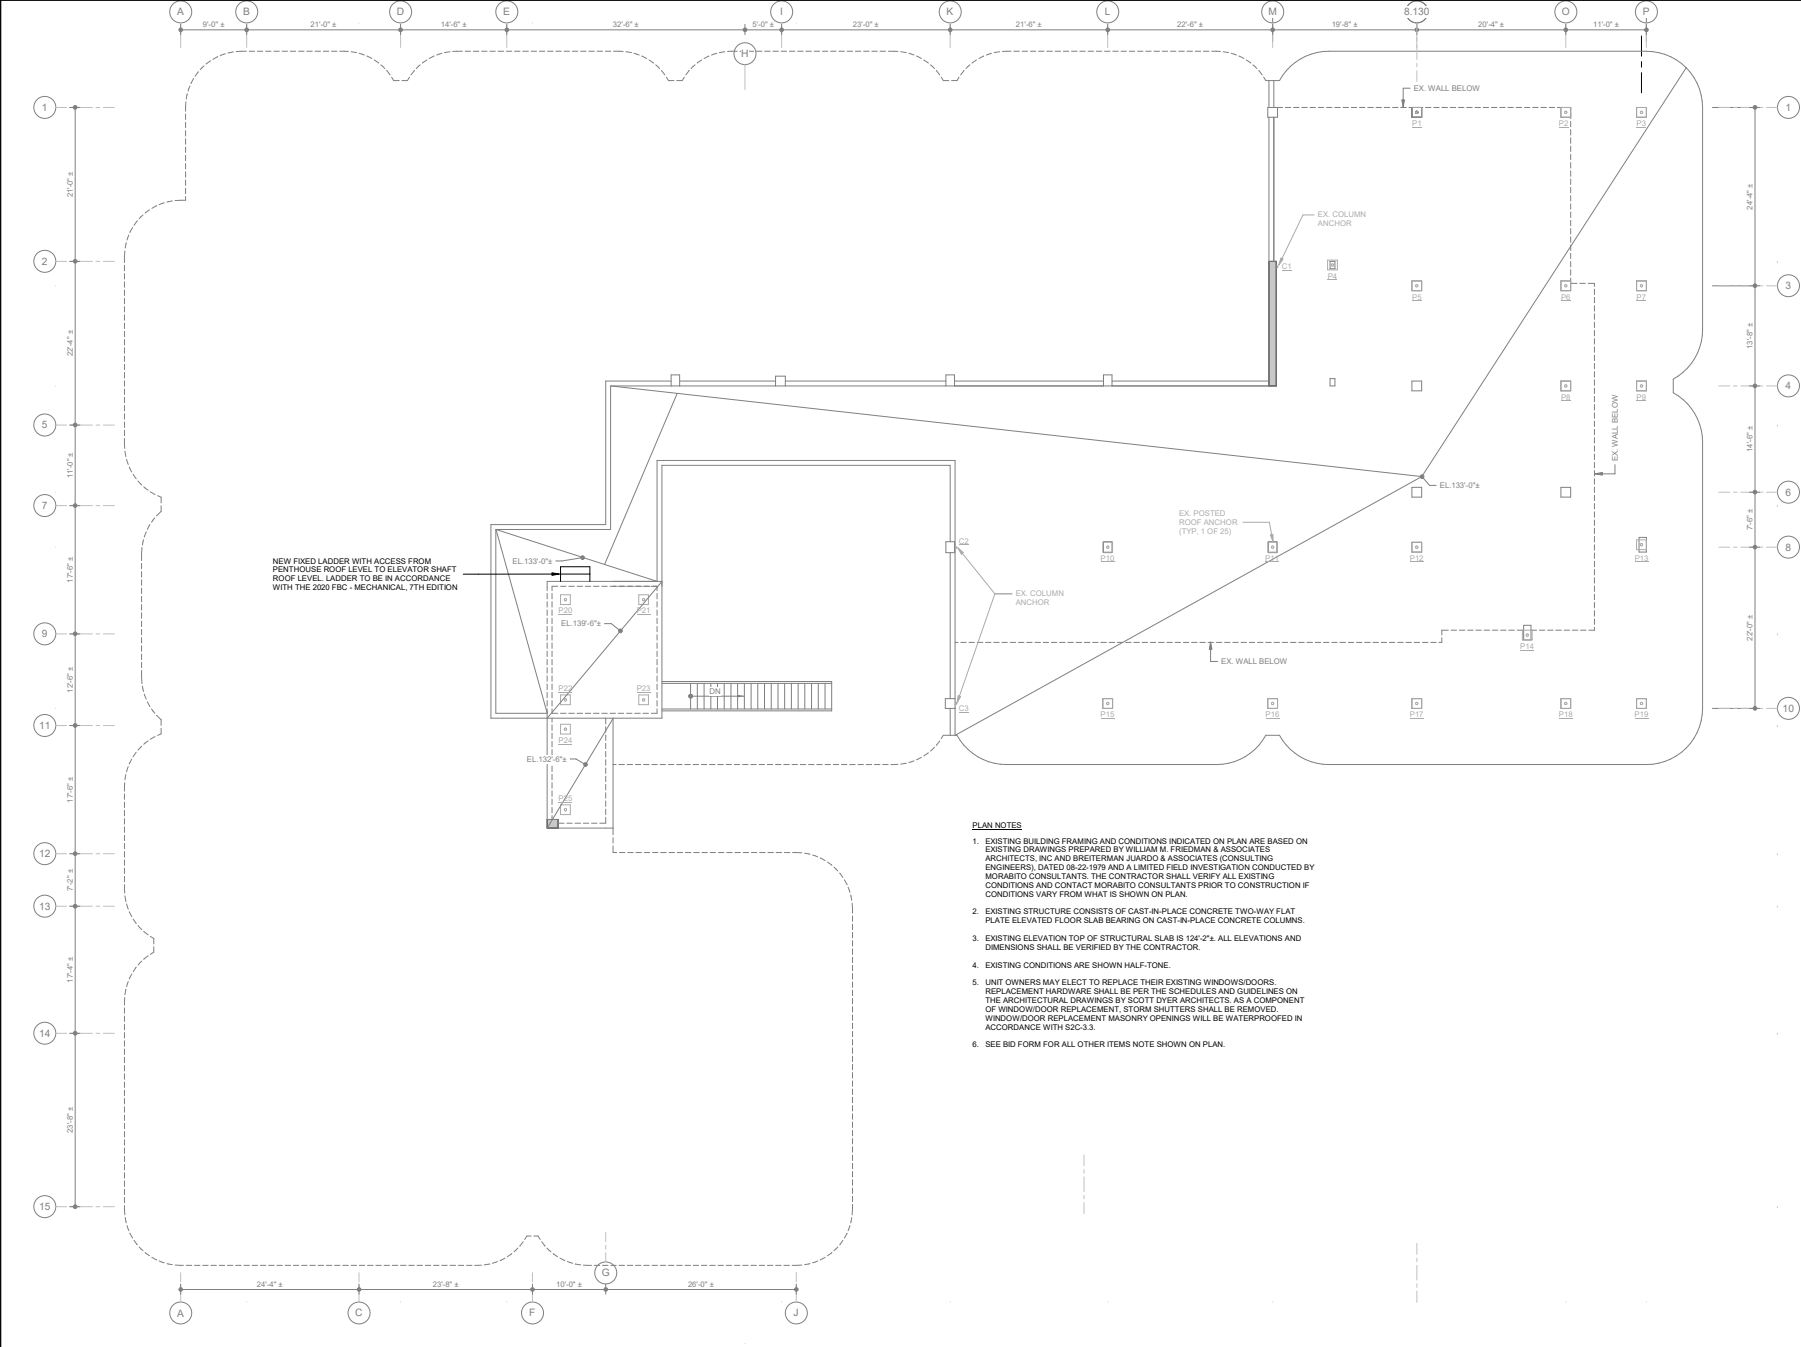 A B D E I K L M 8.130 O P
9'-0" ± 21'-0" ± 14'-6" ± 32'-6" ± 5'-0" ± 23'-0" ± 21'-6" ± 22'-6" ± 19'-8" ± 20'-4" ± 11'-0" ±
H
EX. WALL BELOW
1
1
P1
P2
P3
21'-0" ±
24'-4" ±
EX. COLUMN
ANCHOR
2
C1
P4
P5
P6
P7
3
22'-4" ±
13'-8" ±
4
P8
P9
EX. WALL BELOW
5
14'-6" ±
11'-0" ±
EL.133'-0"±
6
7
EX. POSTED
ROOF ANCHOR
(TYP, 1 OF 25)
7'-6" ±
C2
P10
P11
P12
P13
8
EL.133'-0"±
NEW FIXED LADDER WITH ACCESS FROM
PENTHOUSE ROOF LEVEL TO ELEVATOR SHAFT
ROOF LEVEL. LADDER TO BE IN ACCORDANCE
WITH THE 2020 FBC - MECHANICAL, 7TH EDITION
17'-6" ±
EX. COLUMN
ANCHOR
P20
P21
EL.139'-6"±
9
22'-0" ±
P14
EX. WALL BELOW
12'-6" ±
P22
P23
DN
C3
P15
P16
P17
P18
P19
10
11
P24
EL.132'-6"±
17'-6" ±
P25
12
7'-2" ±
13
17'-4" ±
14
23'-8" ±
15
PLAN NOTES
1. EXISTING BUILDING FRAMING AND CONDITIONS INDICATED ON PLAN ARE BASED ON
EXISTING DRAWINGS PREPARED BY WILLIAM M. FRIEDMAN & ASSOCIATES
ARCHITECTS, INC AND BREITERMAN JUARDO & ASSOCIATES (CONSULTING
ENGINEERS), DATED 08-22-1979 AND A LIMITED FIELD INVESTIGATION CONDUCTED BY
MORABITO CONSULTANTS. THE CONTRACTOR SHALL VERIFY ALL EXISTING
CONDITIONS AND CONTACT MORABITO CONSULTANTS PRIOR TO CONSTRUCTION IF
CONDITIONS VARY FROM WHAT IS SHOWN ON PLAN.
2. EXISTING STRUCTURE CONSISTS OF CAST-IN-PLACE CONCRETE TWO-WAY FLAT
PLATE ELEVATED FLOOR SLAB BEARING ON CAST-IN-PLACE CONCRETE COLUMNS.
3. EXISTING ELEVATION TOP OF STRUCTURAL SLAB IS 124'-2"±. ALL ELEVATIONS AND
DIMENSIONS SHALL BE VERIFIED BY THE CONTRACTOR.
4. EXISTING CONDITIONS ARE SHOWN HALF-TONE.
5. UNIT OWNERS MAY ELECT TO REPLACE THEIR EXISTING WINDOWS/DOORS.
REPLACEMENT HARDWARE SHALL BE PER THE SCHEDULES AND GUIDELINES ON
THE ARCHITECTURAL DRAWINGS BY SCOTT DYER ARCHITECTS. AS A COMPONENT
OF WINDOW/DOOR REPLACEMENT, STORM SHUTTERS SHALL BE REMOVED.
WINDOW/DOOR REPLACEMENT MASONRY OPENINGS WILL BE WATERPROOFED IN
ACCORDANCE WITH S2C-3.3.
6. SEE BID FORM FOR ALL OTHER ITEMS NOTE SHOWN ON PLAN.
G
24'-4" ± 23'-8" ± 10'-0" ± 26'-0" ±
A C F J